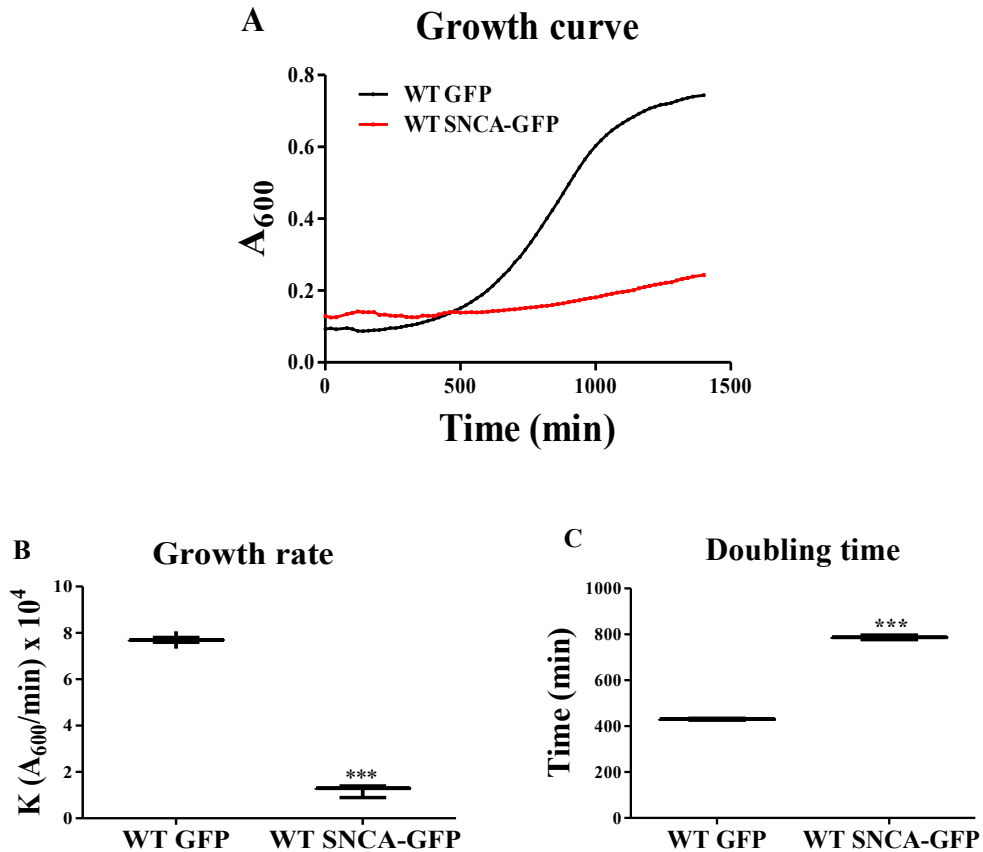 A
Growth curve
WT GFP
WT SNCA-GFP
0.8
0.6
0.4
0.2
0.0
A600
0
500
1000
1500
Time (min)
B
Growth rate
K (A600/min) x 10^4
10
8
6
4
2
0
***
WT GFP
WT SNCA-GFP
C
Doubling time
Time (min)
1000
800
600
400
200
0
***
WT GFP
WT SNCA-GFP